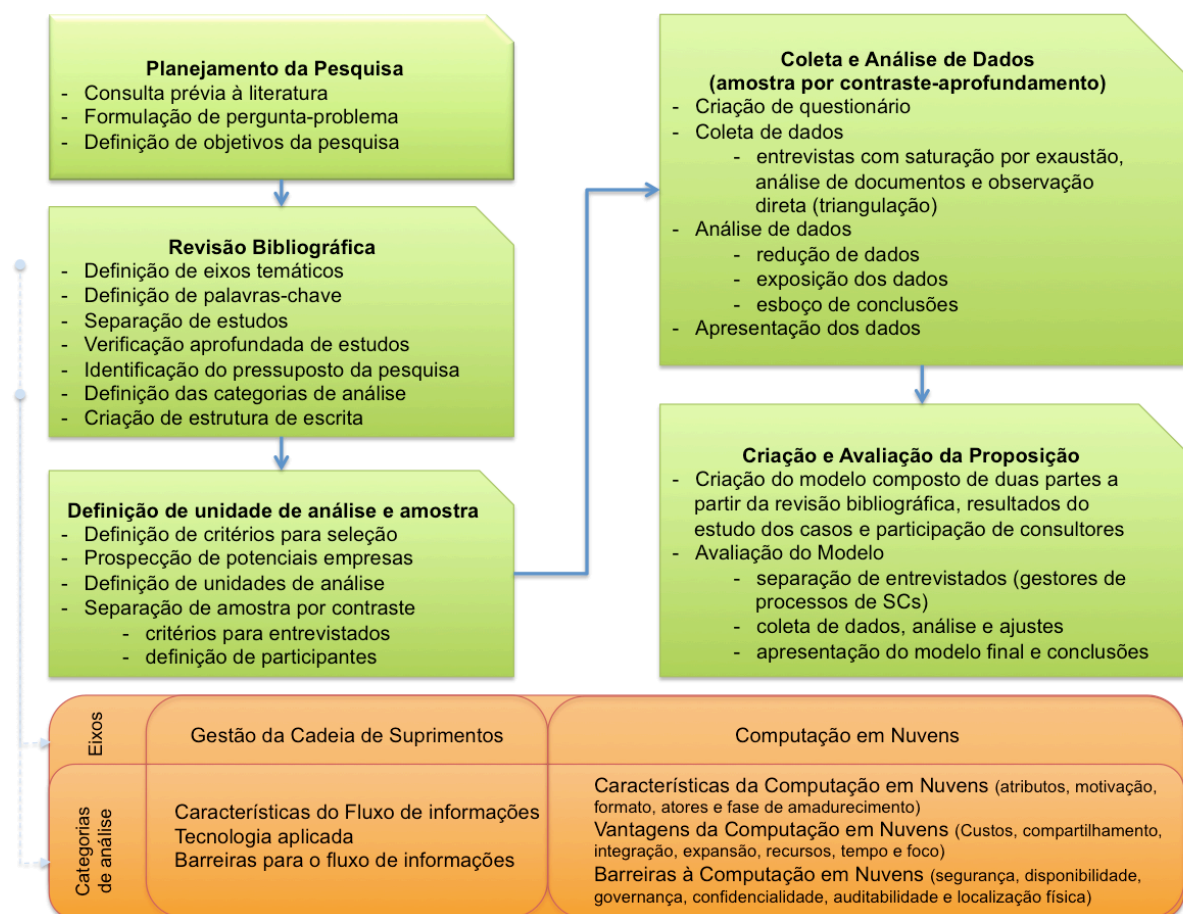 Planejamento da Pesquisa
- Consulta prévia à literatura
- Formulação de pergunta-problema
- Definição de objetivos da pesquisa
Revisão Bibliográfica
- Definição de eixos temáticos
- Definição de palavras-chave
- Separação de estudos
- Verificação aprofundada de estudos
- Identificação do pressuposto da pesquisa
- Definição das categorias de análise
- Criação de estrutura de escrita
Definição de unidade de análise e amostra
- Definição de critérios para seleção
- Prospecção de potenciais empresas
- Definição de unidades de análise
- Separação de amostra por contraste
- critérios para entrevistados
- definição de participantes
Coleta e Análise de Dados
(amostra por contraste-aprofundamento)
- Criação de questionário
- Coleta de dados
- entrevistas com saturação por exaustão,
análise de documentos e observação
direta (triangulação)
- Análise de dados
- redução de dados
- exposição dos dados
- esboço de conclusões
- Apresentação dos dados
Criação e Avaliação da Proposição
- Criação do modelo composto de duas partes a
partir da revisão bibliográfica, resultados do
estudo dos casos e participação de consultores
- Avaliação do Modelo
- separação de entrevistados (gestores de
processos de SCs)
- coleta de dados, análise e ajustes
- apresentação do modelo final e conclusões
Eixos
Gestão da Cadeia de Suprimentos
Computação em Nuvens
Categorias
de análise
Características do Fluxo de informações
Tecnologia aplicada
Barreiras para o fluxo de informações
Características da Computação em Nuvens (atributos, motivação,
formato, atores e fase de amadurecimento)
Vantagens da Computação em Nuvens (Custos, compartilhamento,
integração, expansão, recursos, tempo e foco)
Barreiras à Computação em Nuvens (segurança, disponibilidade,
governança, confidencialidade, auditabilidade e localização física)